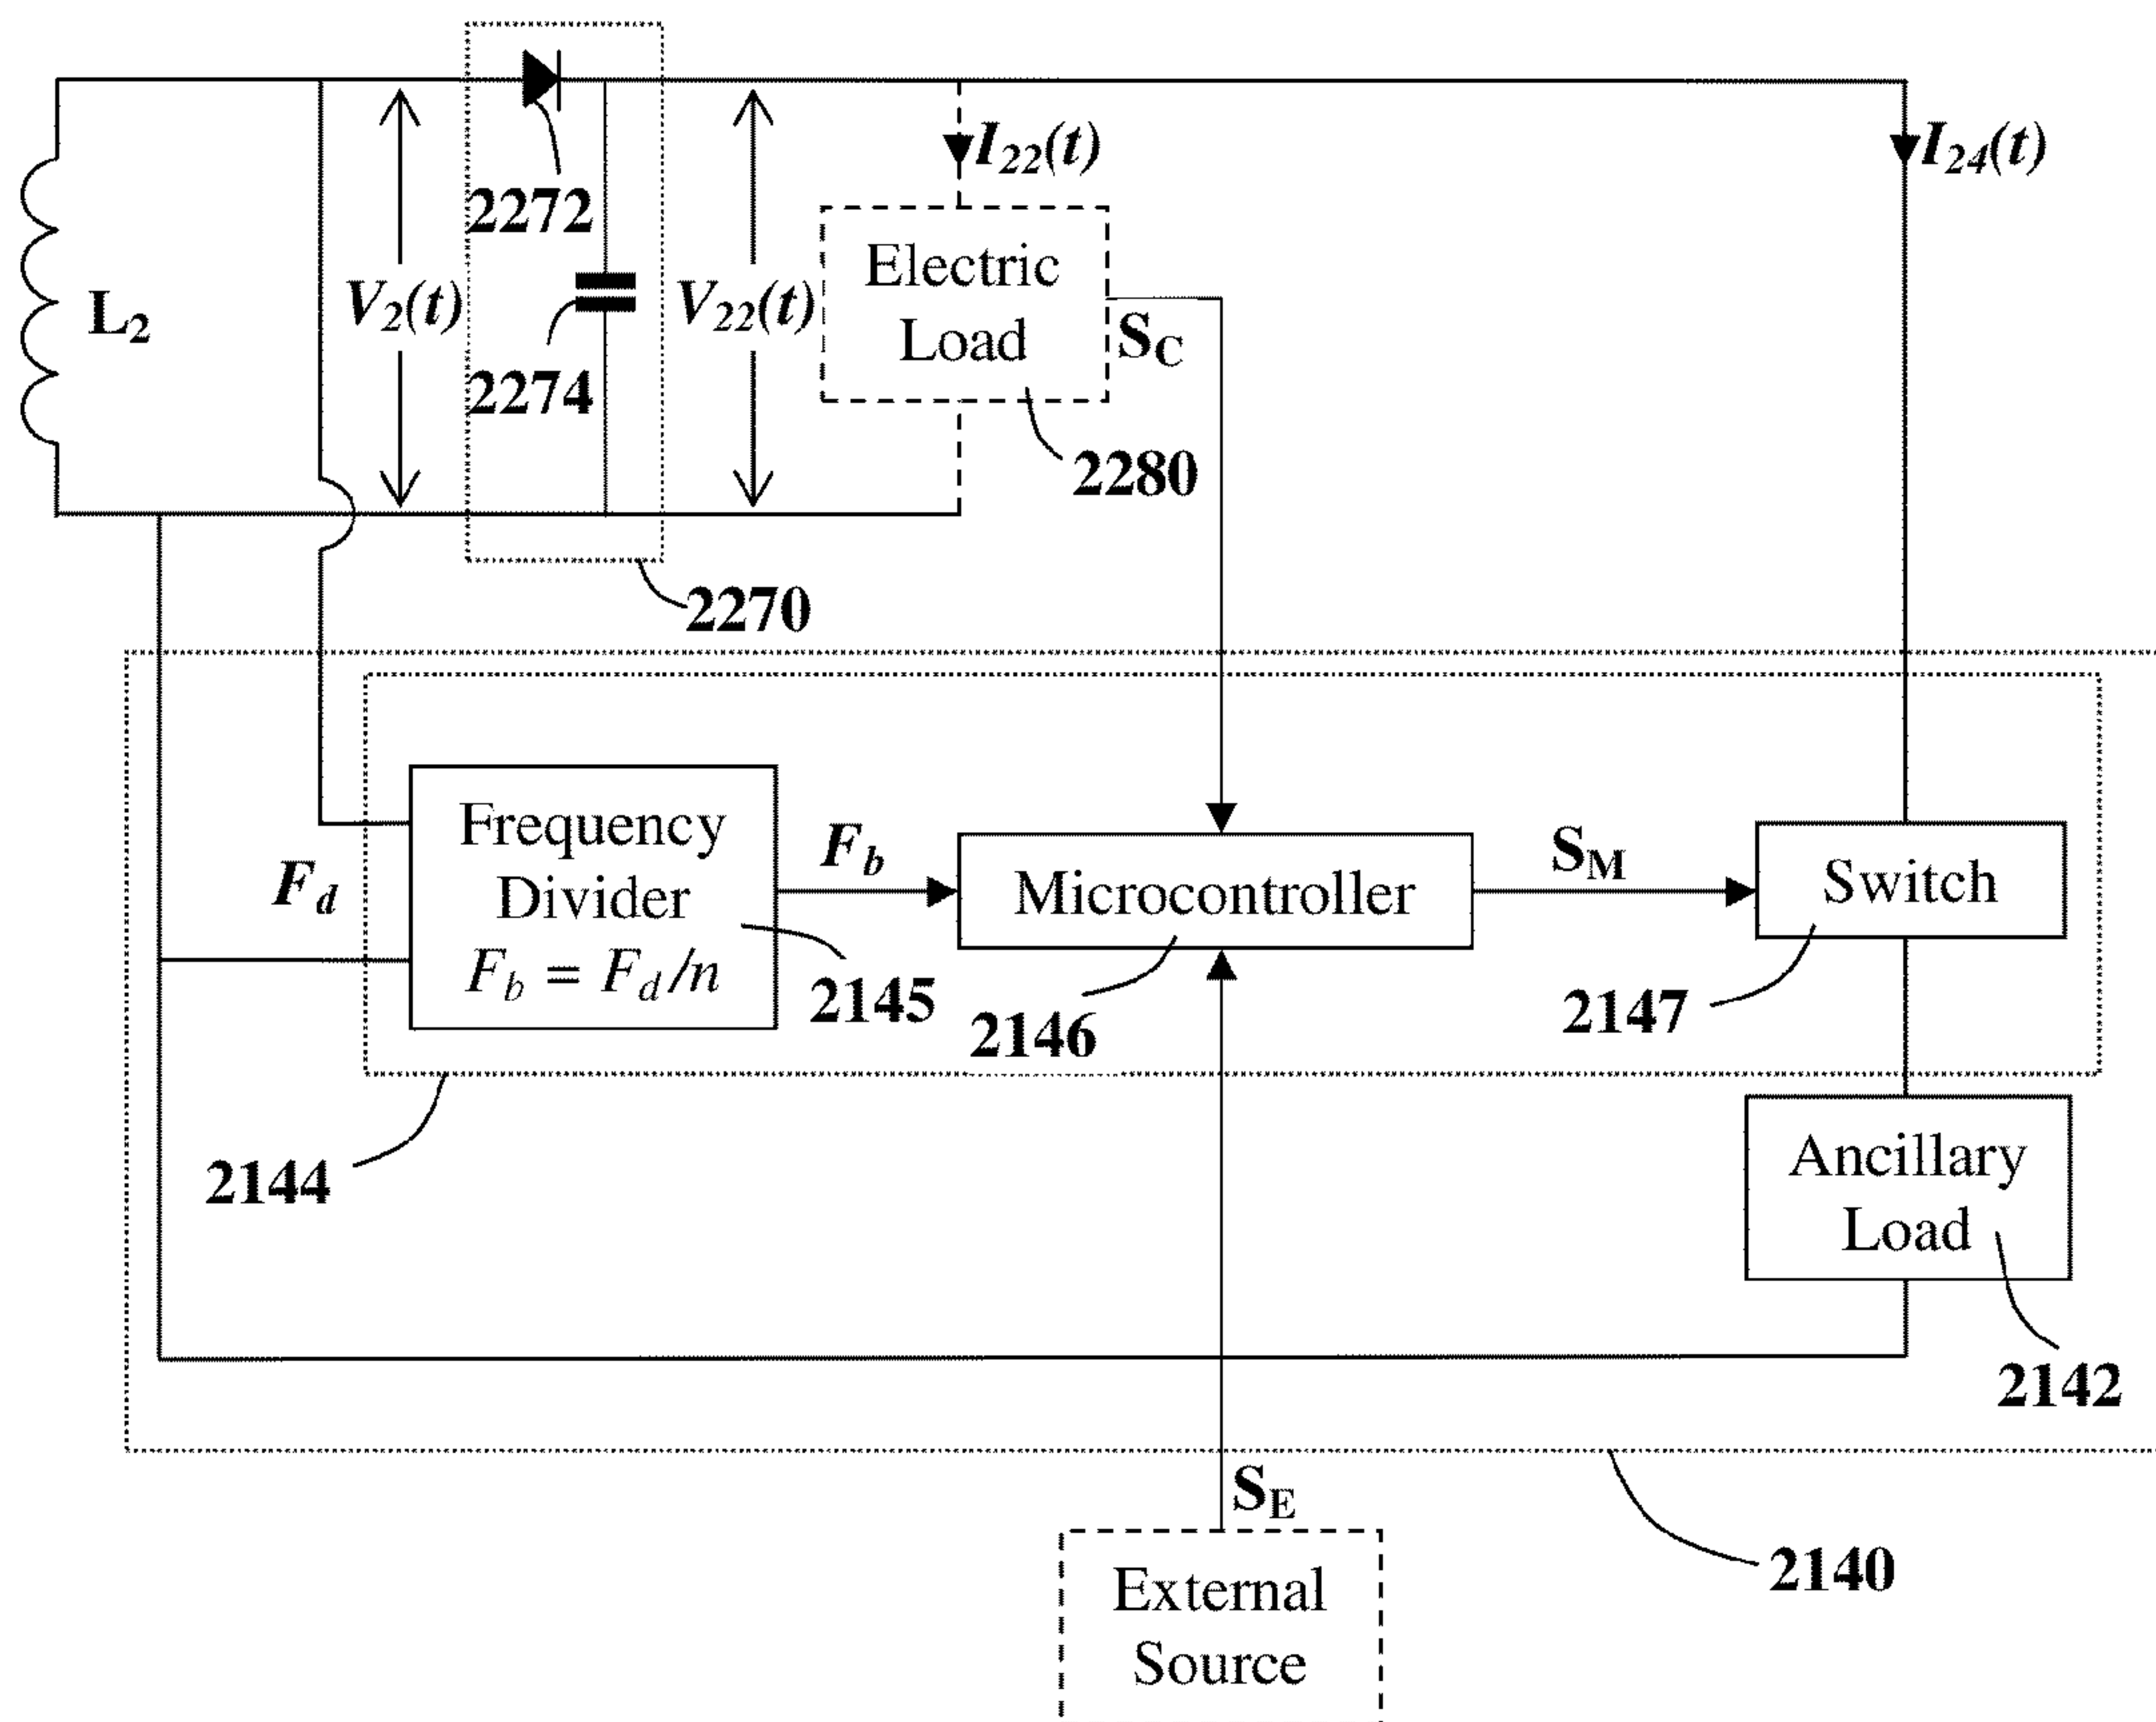 I22(t)
I24(t)
2272
Electric
Load
L2
V2(t)
V22(t)
SC
2274
2280
2270
Frequency
Divider
Fb = Fd/n
Fd
Fb
Microcontroller
SM
Switch
2145
2146
2147
2144
Ancillary
Load
2142
SE
2140
External
Source